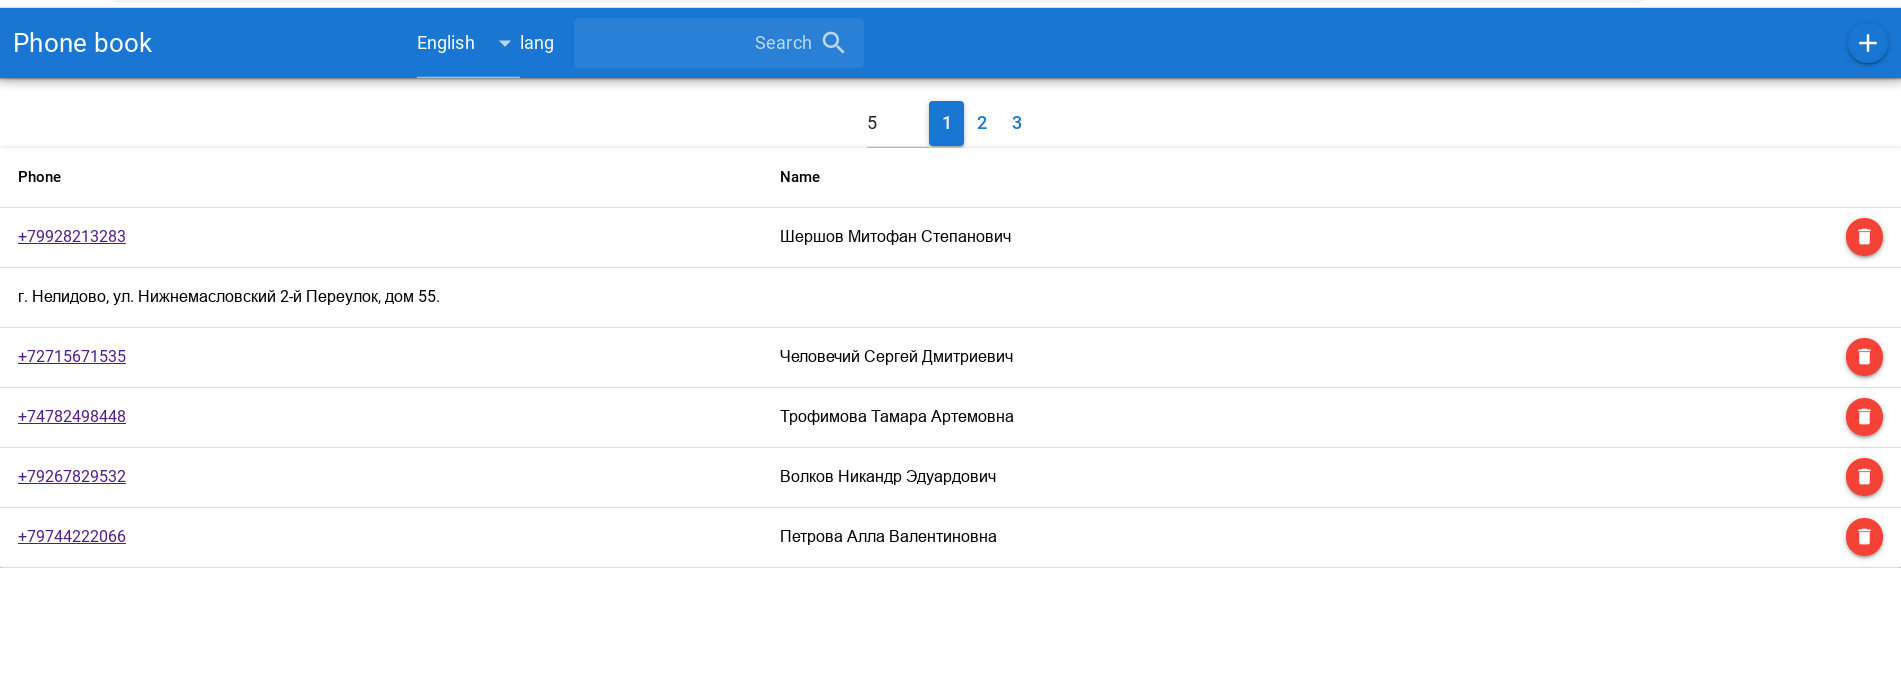 Phone book English lang Search
5 1 2 3
Phone Name
+79928213283 Шершов Митофан Степанович
г. Нелидово, ул. Нижнемасловский 2-й Переулок, дом 55.
+72715671535 Человечий Сергей Дмитриевич
+74782498448 Трофимова Тамара Артемовна
+79267829532 Волков Никандр Эдуардович
+79744222066 Петрова Алла Валентиновна